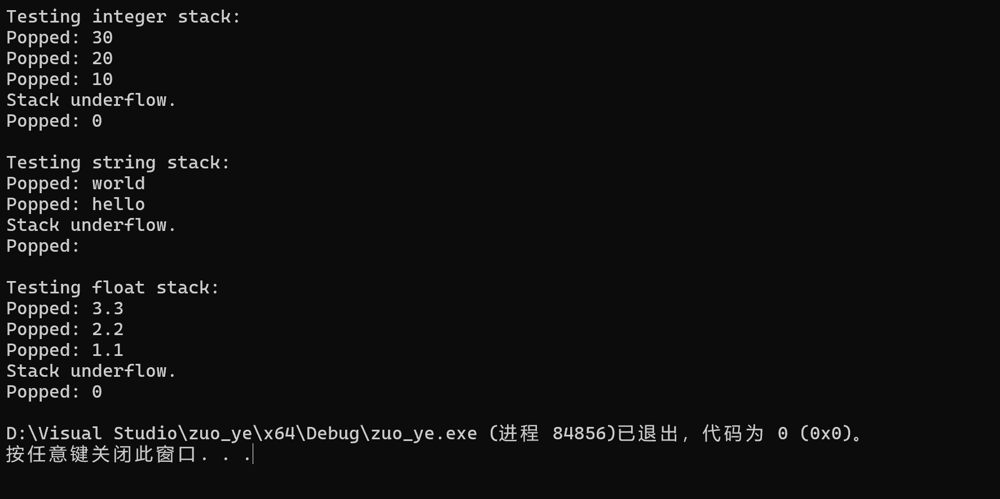 Testing integer stack:
Popped: 30
Popped: 20
Popped: 10
Stack underflow.
Popped: 0
Testing string stack:
Popped: world
Popped: hello
Stack underflow.
Popped:
Testing float stack:
Popped: 3.3
Popped: 2.2
Popped: 1.1
Stack underflow.
Popped: 0
D:\Visual Studio\zuo_ye\x64\Debug\zuo_ye.exe (进程 84856)已退出，代码为 0 (0x0)。
按任意键关闭此窗口. . .